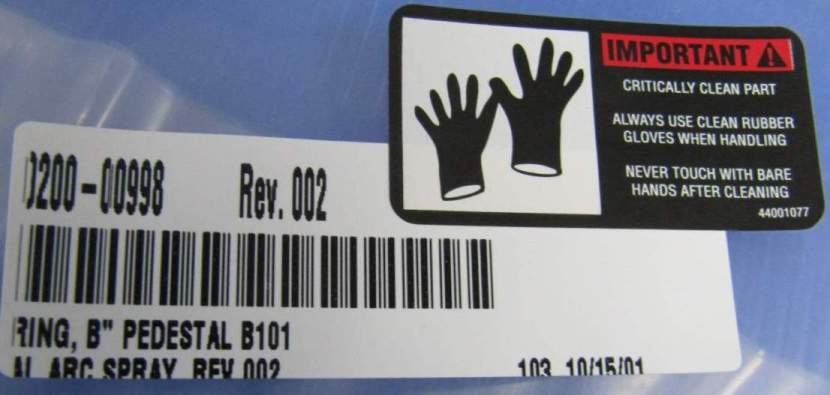 IMPORTANT
CRITICALLY CLEAN PART
ALWAYS USE CLEAN RUBBER
GLOVES WHEN HANDLING
NEVER TOUCH WITH BARE
HANDS AFTER CLEANING
44001077
0200-00998 Rev. 002
RING, B" PEDESTAL B101
AL ARC SPRAY, REV 002 103 10/15/01